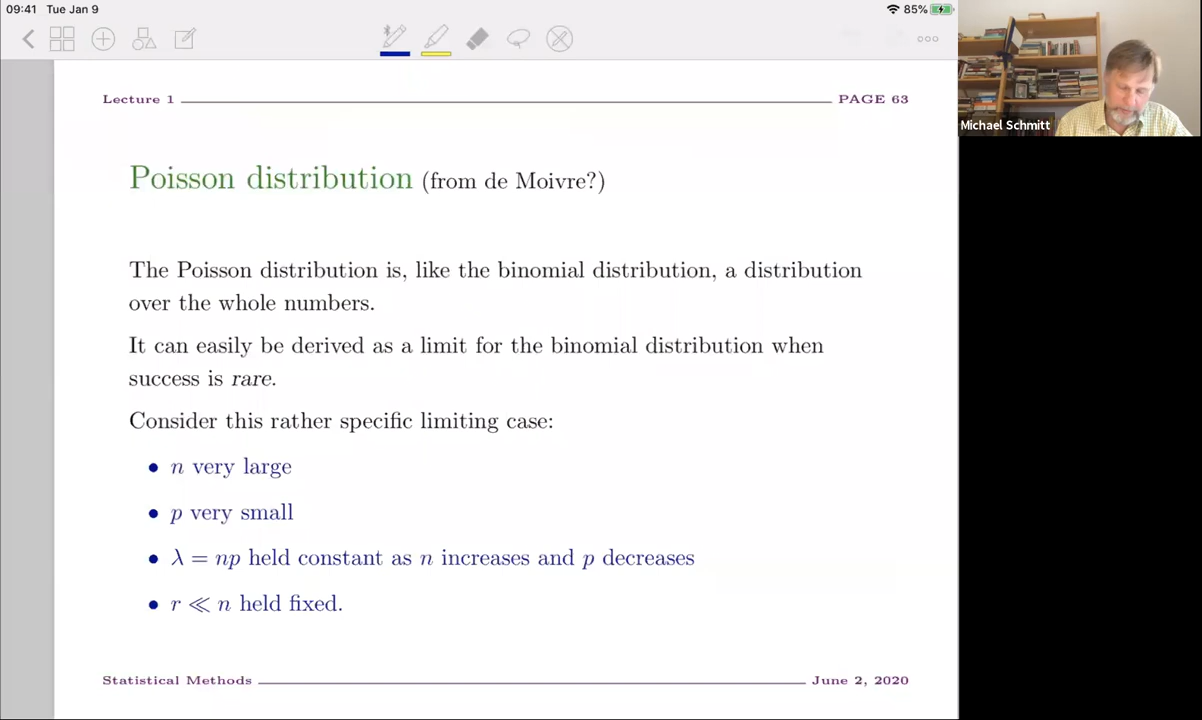 09:41 Tue Jan 9
85%
Lecture 1
PAGE 63
Poisson distribution (from de Moivre?)
The Poisson distribution is, like the binomial distribution, a distribution
over the whole numbers.
It can easily be derived as a limit for the binomial distribution when
success is rare.
Consider this rather specific limiting case:
• n very large
• p very small
• λ = np held constant as n increases and p decreases
• r ≪ n held fixed.
Statistical Methods
June 2, 2020
Michael Schmitt